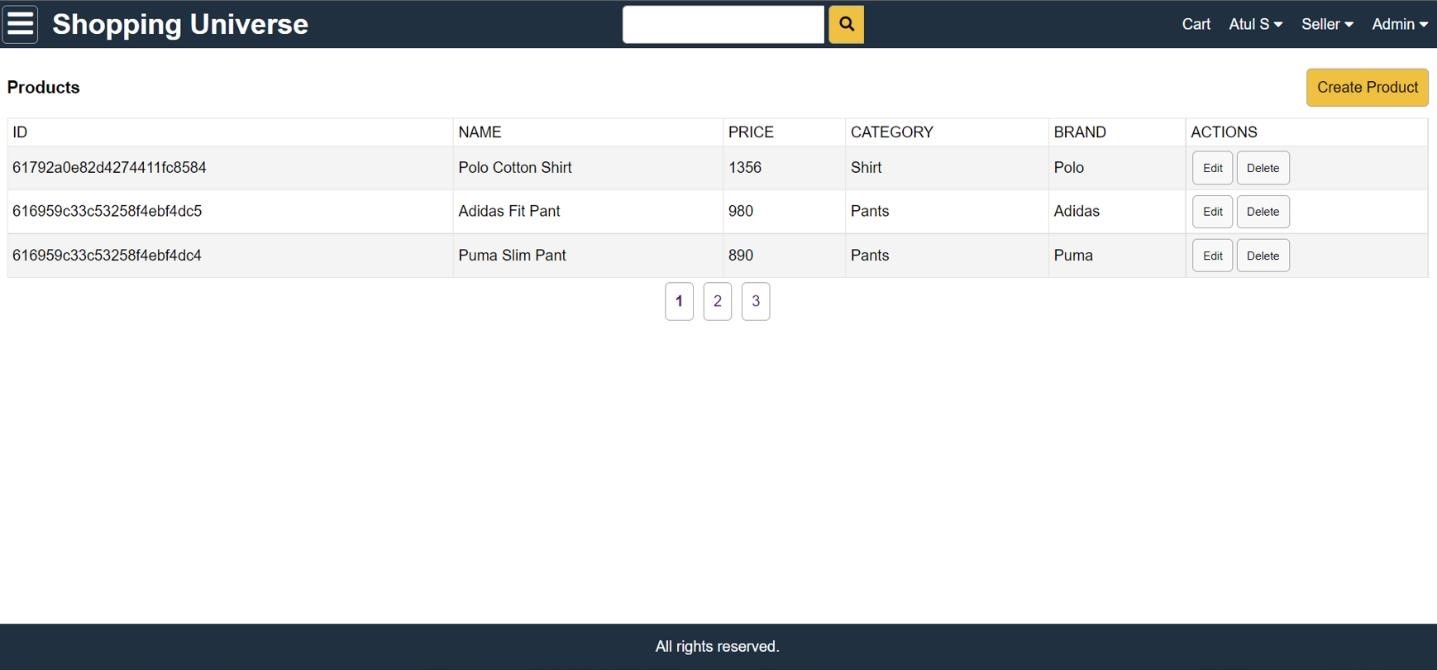 Shopping Universe Cart Atul S Seller Admin
Products Create Product
ID NAME PRICE CATEGORY BRAND ACTIONS
61792a0e82d4274411fc8584 Polo Cotton Shirt 1356 Shirt Polo Edit Delete
616959c33c53258f4ebf4dc5 Adidas Fit Pant 980 Pants Adidas Edit Delete
616959c33c53258f4ebf4dc4 Puma Slim Pant 890 Pants Puma Edit Delete
1 2 3
All rights reserved.